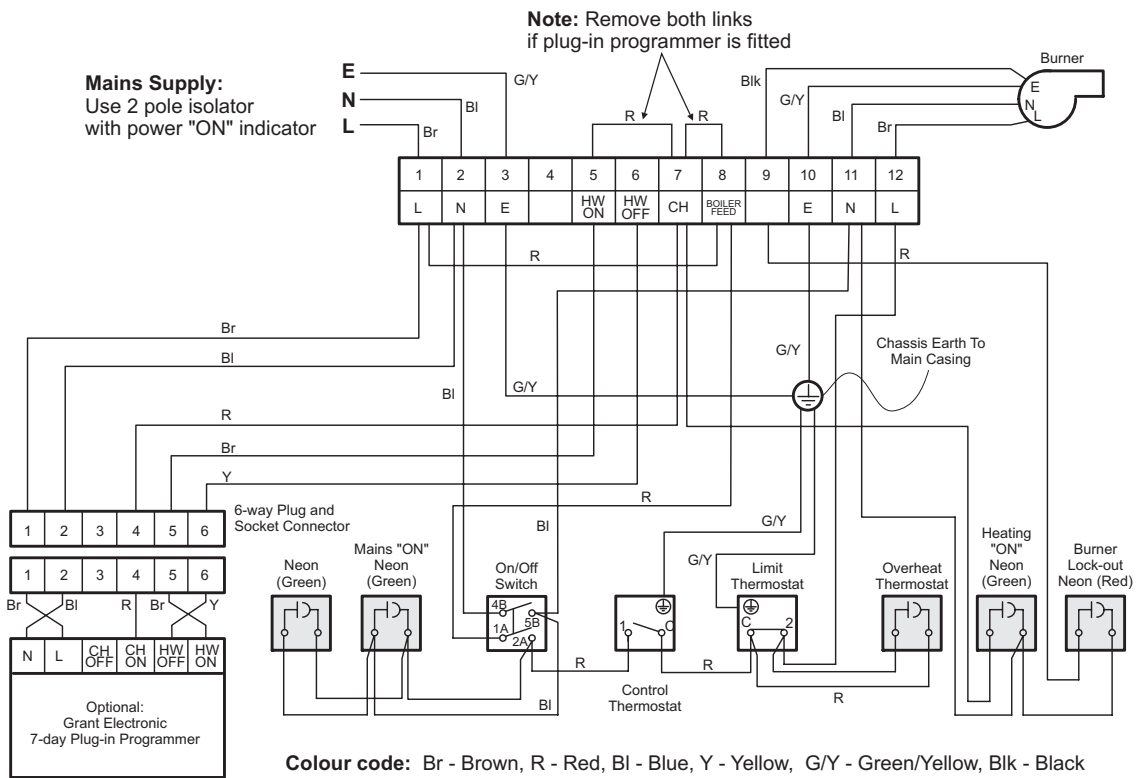 Note: Remove both links
if plug-in programmer is fitted
Mains Supply:
Use 2 pole isolator
with power "ON" indicator
E
N
L
G/Y
Bl
Br
R
R
Blk
G/Y
Bl
Br
Burner
E
N
L
1 2 3 4 5 6 7 8 9 10 11 12
L N E HW ON HW OFF CH BOILER FEED E N L
R
R
Br
Bl
Bl
G/Y
G/Y
Chassis Earth To
Main Casing
R
Br
Y
R
6-way Plug and
Socket Connector
1 2 3 4 5 6
1 2 3 4 5 6
Br Bl R Br Y
N L CH OFF CH ON HW OFF HW ON
Optional:
Grant Electronic
7-day Plug-in Programmer
Neon
(Green)
Mains "ON"
Neon
(Green)
Bl
On/Off
Switch
4B
5B
1A
2A
R
Bl
G/Y
1 C
Control
Thermostat
R
G/Y
Limit
Thermostat
C 2
R
Overheat
Thermostat
Heating
"ON"
Neon
(Green)
Burner
Lock-out
Neon (Red)
Colour code: Br - Brown, R - Red, Bl - Blue, Y - Yellow, G/Y - Green/Yellow, Blk - Black